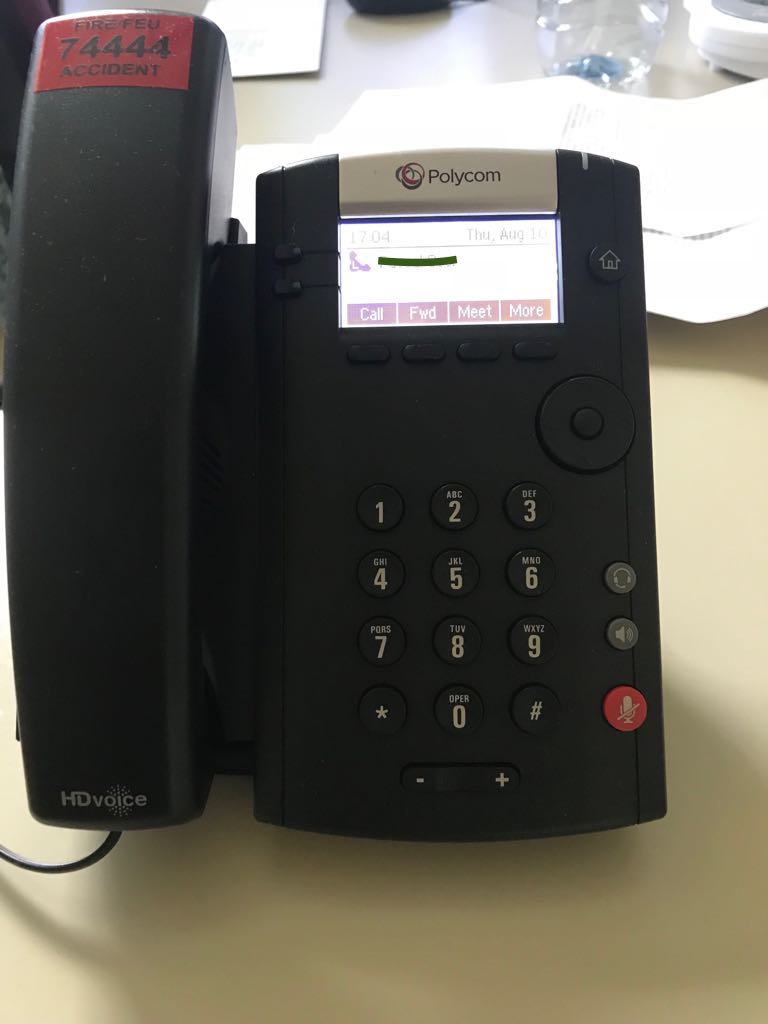 FIRE/FEU
74444
ACCIDENT
Polycom
17:04 Thu, Aug 10
Call Fwd Meet More
1
ABC
2
DEF
3
GHI
4
JKL
5
MNO
6
PQRS
7
TUV
8
WXYZ
9
*
OPER
0
#
- +
HDvoice